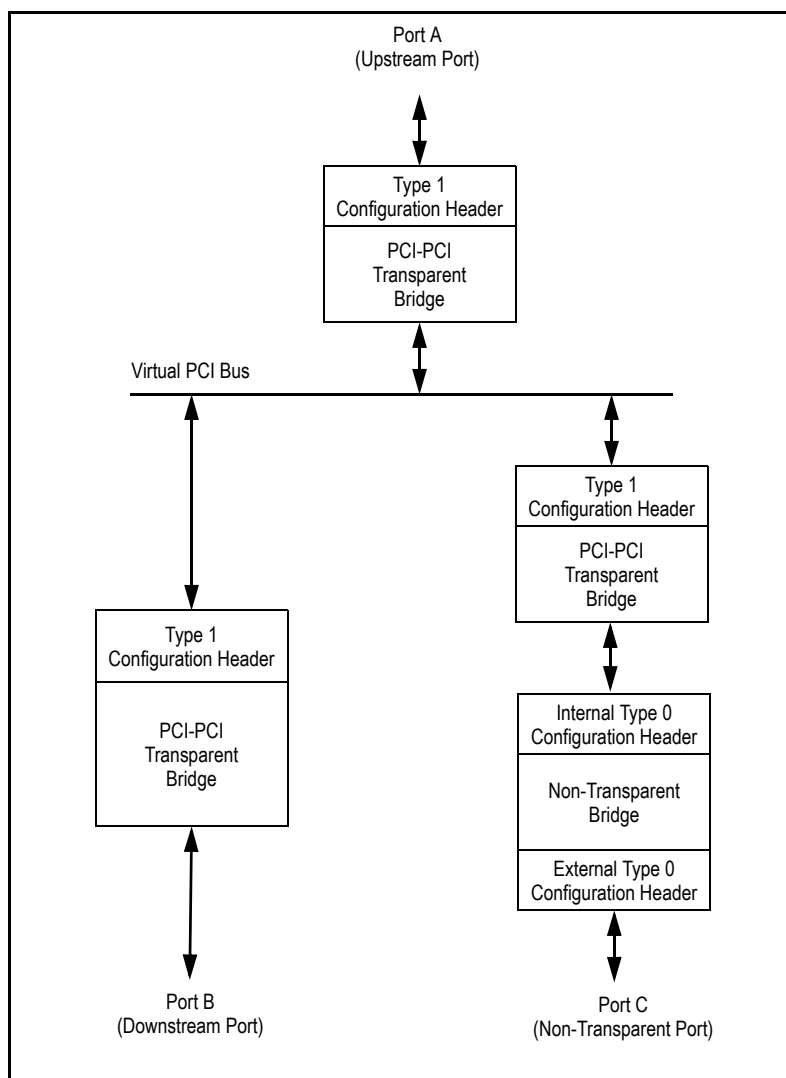 Port A
(Upstream Port)
Type 1
Configuration Header
PCI-PCI
Transparent
Bridge
Virtual PCI Bus
Type 1
Configuration Header
PCI-PCI
Transparent
Bridge
Type 1
Configuration Header
PCI-PCI
Transparent
Bridge
Internal Type 0
Configuration Header
Non-Transparent
Bridge
External Type 0
Configuration Header
Port B
(Downstream Port)
Port C
(Non-Transparent Port)